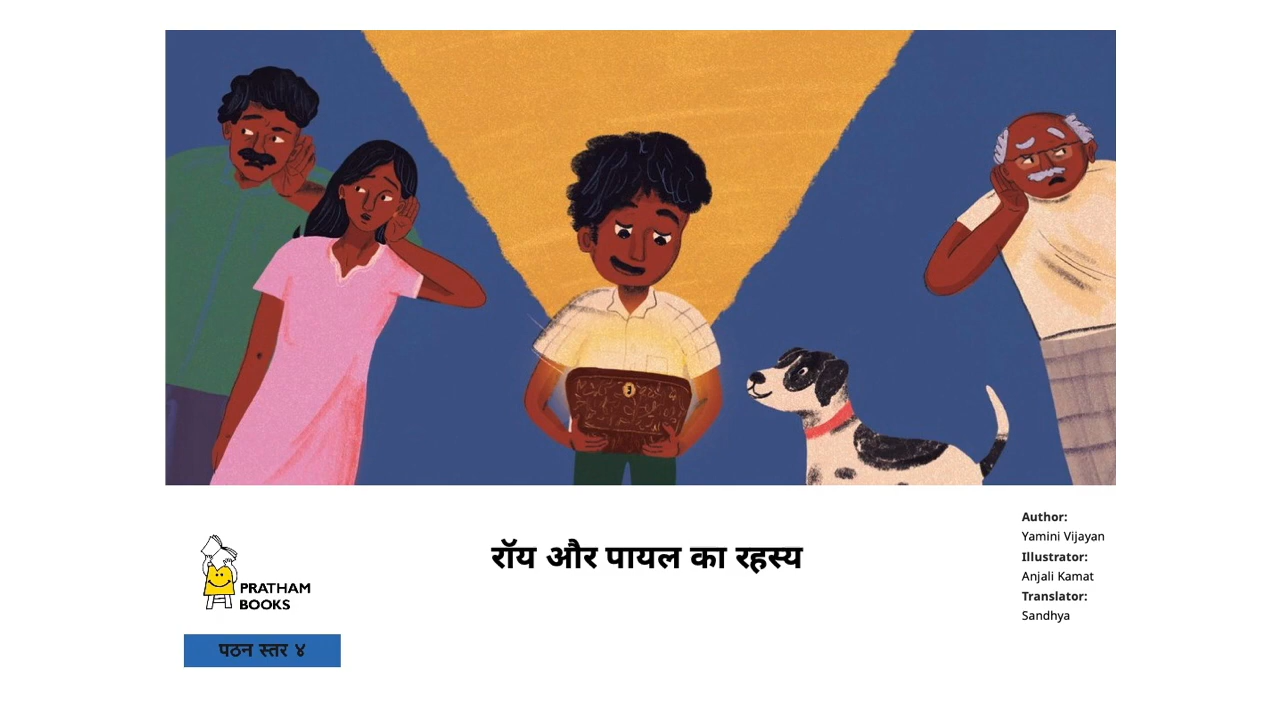 रॉय और पायल का रहस्य
PRATHAM
BOOKS
पठन स्तर ४
Author:
Yamini Vijayan
Illustrator:
Anjali Kamat
Translator:
Sandhya